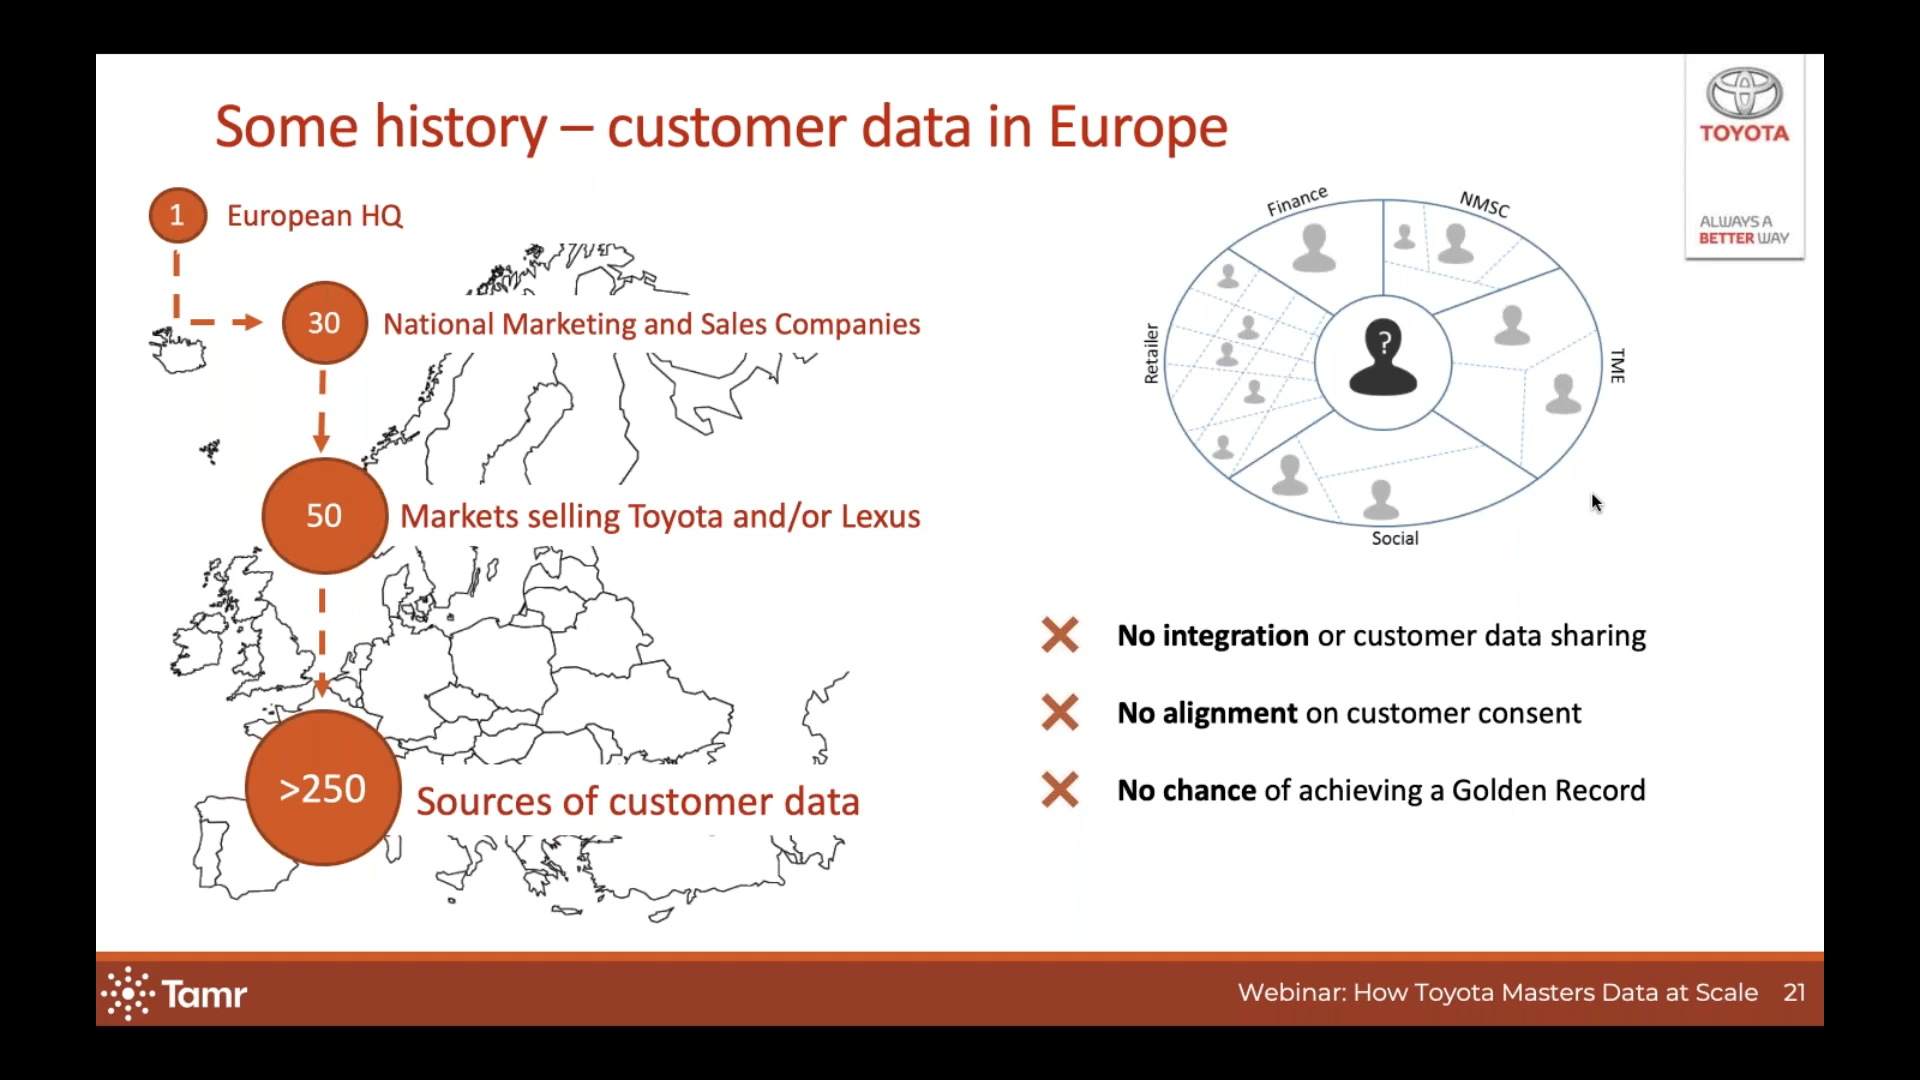 Some history – customer data in Europe
TOYOTA
ALWAYS A
BETTER WAY
1
European HQ
30
National Marketing and Sales Companies
50
Markets selling Toyota and/or Lexus
>250
Sources of customer data
Finance
NMSC
Retailer
?
TME
Social
No integration or customer data sharing
No alignment on customer consent
No chance of achieving a Golden Record
Tamr
Webinar: How Toyota Masters Data at Scale 21